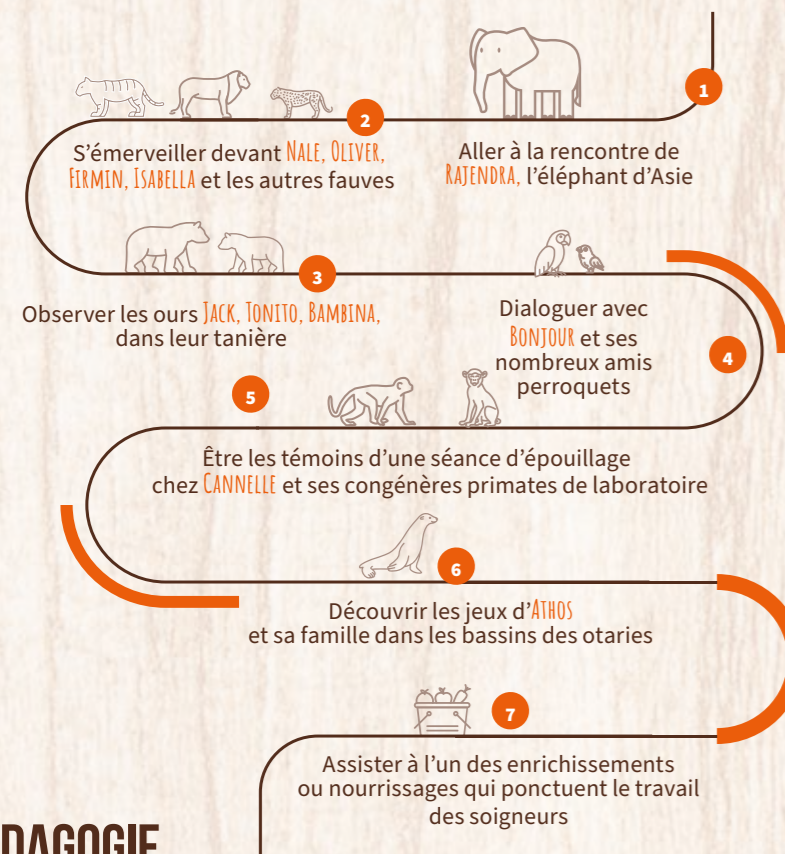 1
Aller à la rencontre de
RAJENDRA, l'éléphant d'Asie
2
S'émerveiller devant NALE, OLIVER,
FIRMIN, ISABELLA et les autres fauves
3
Observer les ours JACK, TONITO, BAMBINA,
dans leur tanière
4
Dialoguer avec
BONJOUR et ses
nombreux amis
perroquets
5
Être les témoins d'une séance d'épouillage
chez CANNELLE et ses congénères primates de laboratoire
6
Découvrir les jeux d'ATHOS
et sa famille dans les bassins des otaries
7
Assister à l'un des enrichissements
ou nourrissages qui ponctuent le travail
des soigneurs
DAGOGIE